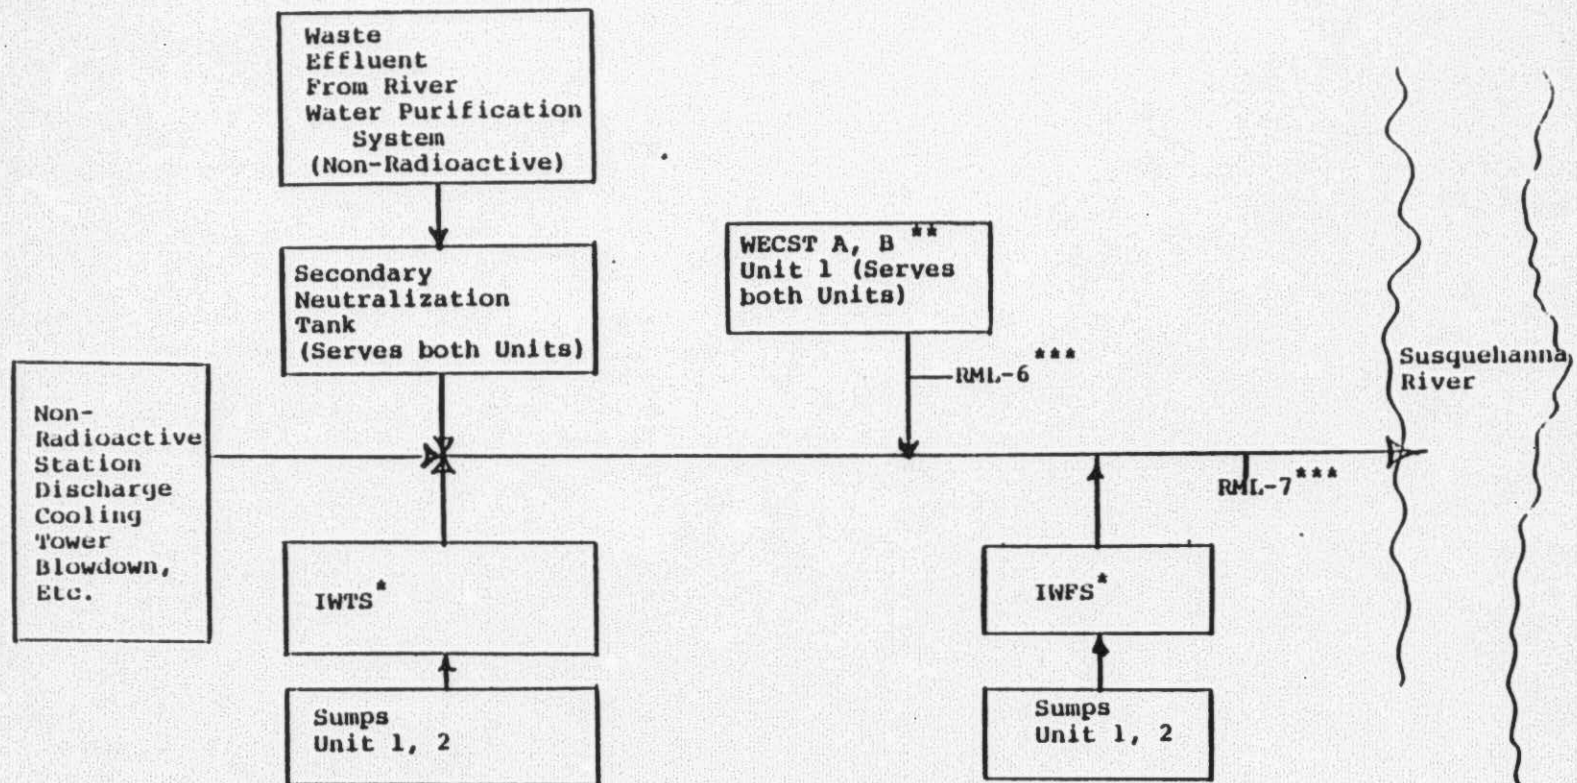 Waste
Effluent
From River
Water Purification
System
(Non-Radioactive)
Secondary
Neutralization
Tank
(Serves both Units)
WECST A, B **
Unit 1 (Serves
both Units)
RML-6 ***
Non-
Radioactive
Station
Discharge
Cooling
Tower
Blowdown,
Etc.
Susquehanna
River
RML-7 ***
IWTS *
IWFS *
Sumps
Unit 1, 2
Sumps
Unit 1, 2